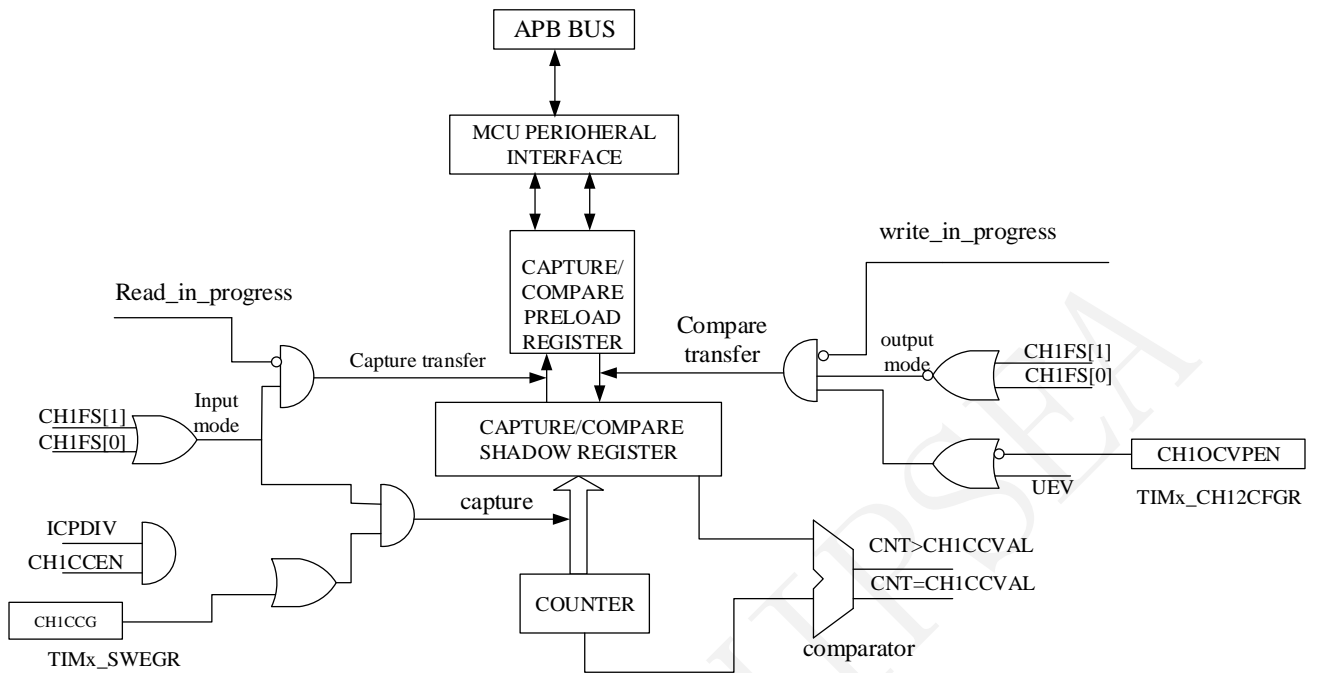 APB BUS
MCU PERIOHERAL
INTERFACE
write_in_progress
CAPTURE/
COMPARE
PRELOAD
REGISTER
Read_in_progress
Compare
transfer
output
mode
CH1FS[1]
CH1FS[0]
Capture transfer
Input
mode
CH1FS[1]
CH1FS[0]
CAPTURE/COMPARE
SHADOW REGISTER
CH1OCVPEN
UEV
TIMx_CH12CFGR
capture
ICPDIV
CH1CCEN
CNT>CH1CCVAL
CNT=CH1CCVAL
COUNTER
CH1CCG
comparator
TIMx_SWEGR